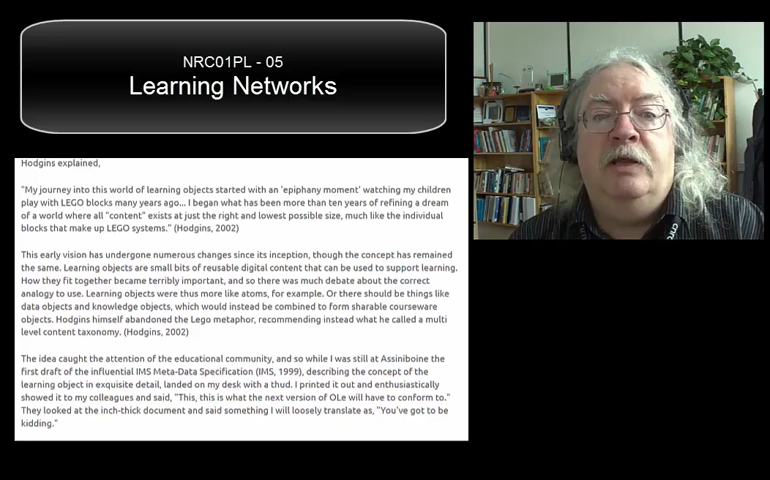 NRC01PL - 05
Learning Networks
Hodgins explained,
"My journey into this world of learning objects started with an 'epiphany moment' watching my children
play with LEGO blocks many years ago... I began what has been more than ten years of refining a dream
of a world where all "content" exists at just the right and lowest possible size, much like the individual
blocks that make up LEGO systems." (Hodgins, 2002)
This early vision has undergone numerous changes since its inception, though the concept has remained
the same. Learning objects are small bits of reusable digital content that can be used to support learning.
How they fit together became terribly important, and so there was much debate about the correct
analogy to use. Learning objects were thus more like atoms, for example. Or there should be things like
data objects and knowledge objects, which would instead be combined to form sharable courseware
objects. Hodgins himself abandoned the Lego metaphor, recommending instead what he called a multi
level content taxonomy. (Hodgins, 2002)
The idea caught the attention of the educational community, and so while I was still at Assiniboine the
first draft of the influential IMS Meta-Data Specification (IMS, 1999), describing the concept of the
learning object in exquisite detail, landed on my desk with a thud. I printed it out and enthusiastically
showed it to my colleagues and said, "This, this is what the next version of OLe will have to conform to."
They looked at the inch-thick document and said something I will loosely translate as, "You've got to be
kidding."